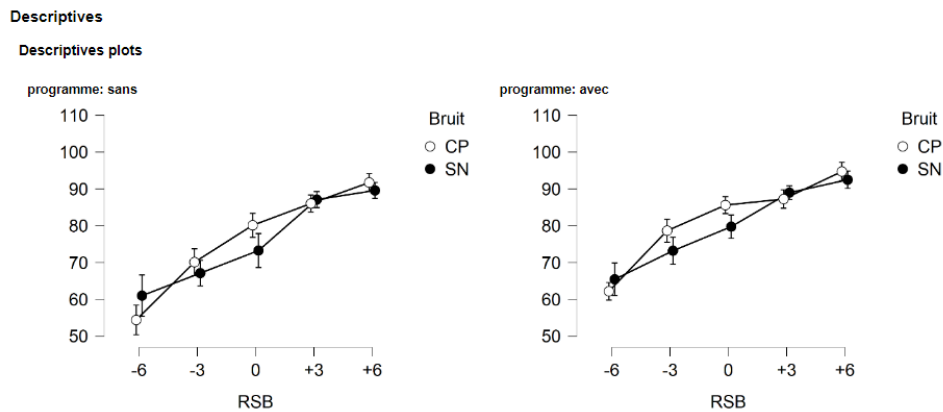 Descriptives
Descriptives plots
programme: sans
110
100
90
80
70
60
50
-6
-3
0
+3
+6
RSB
Bruit
CP
SN
programme: avec
110
100
90
80
70
60
50
-6
-3
0
+3
+6
RSB
Bruit
CP
SN